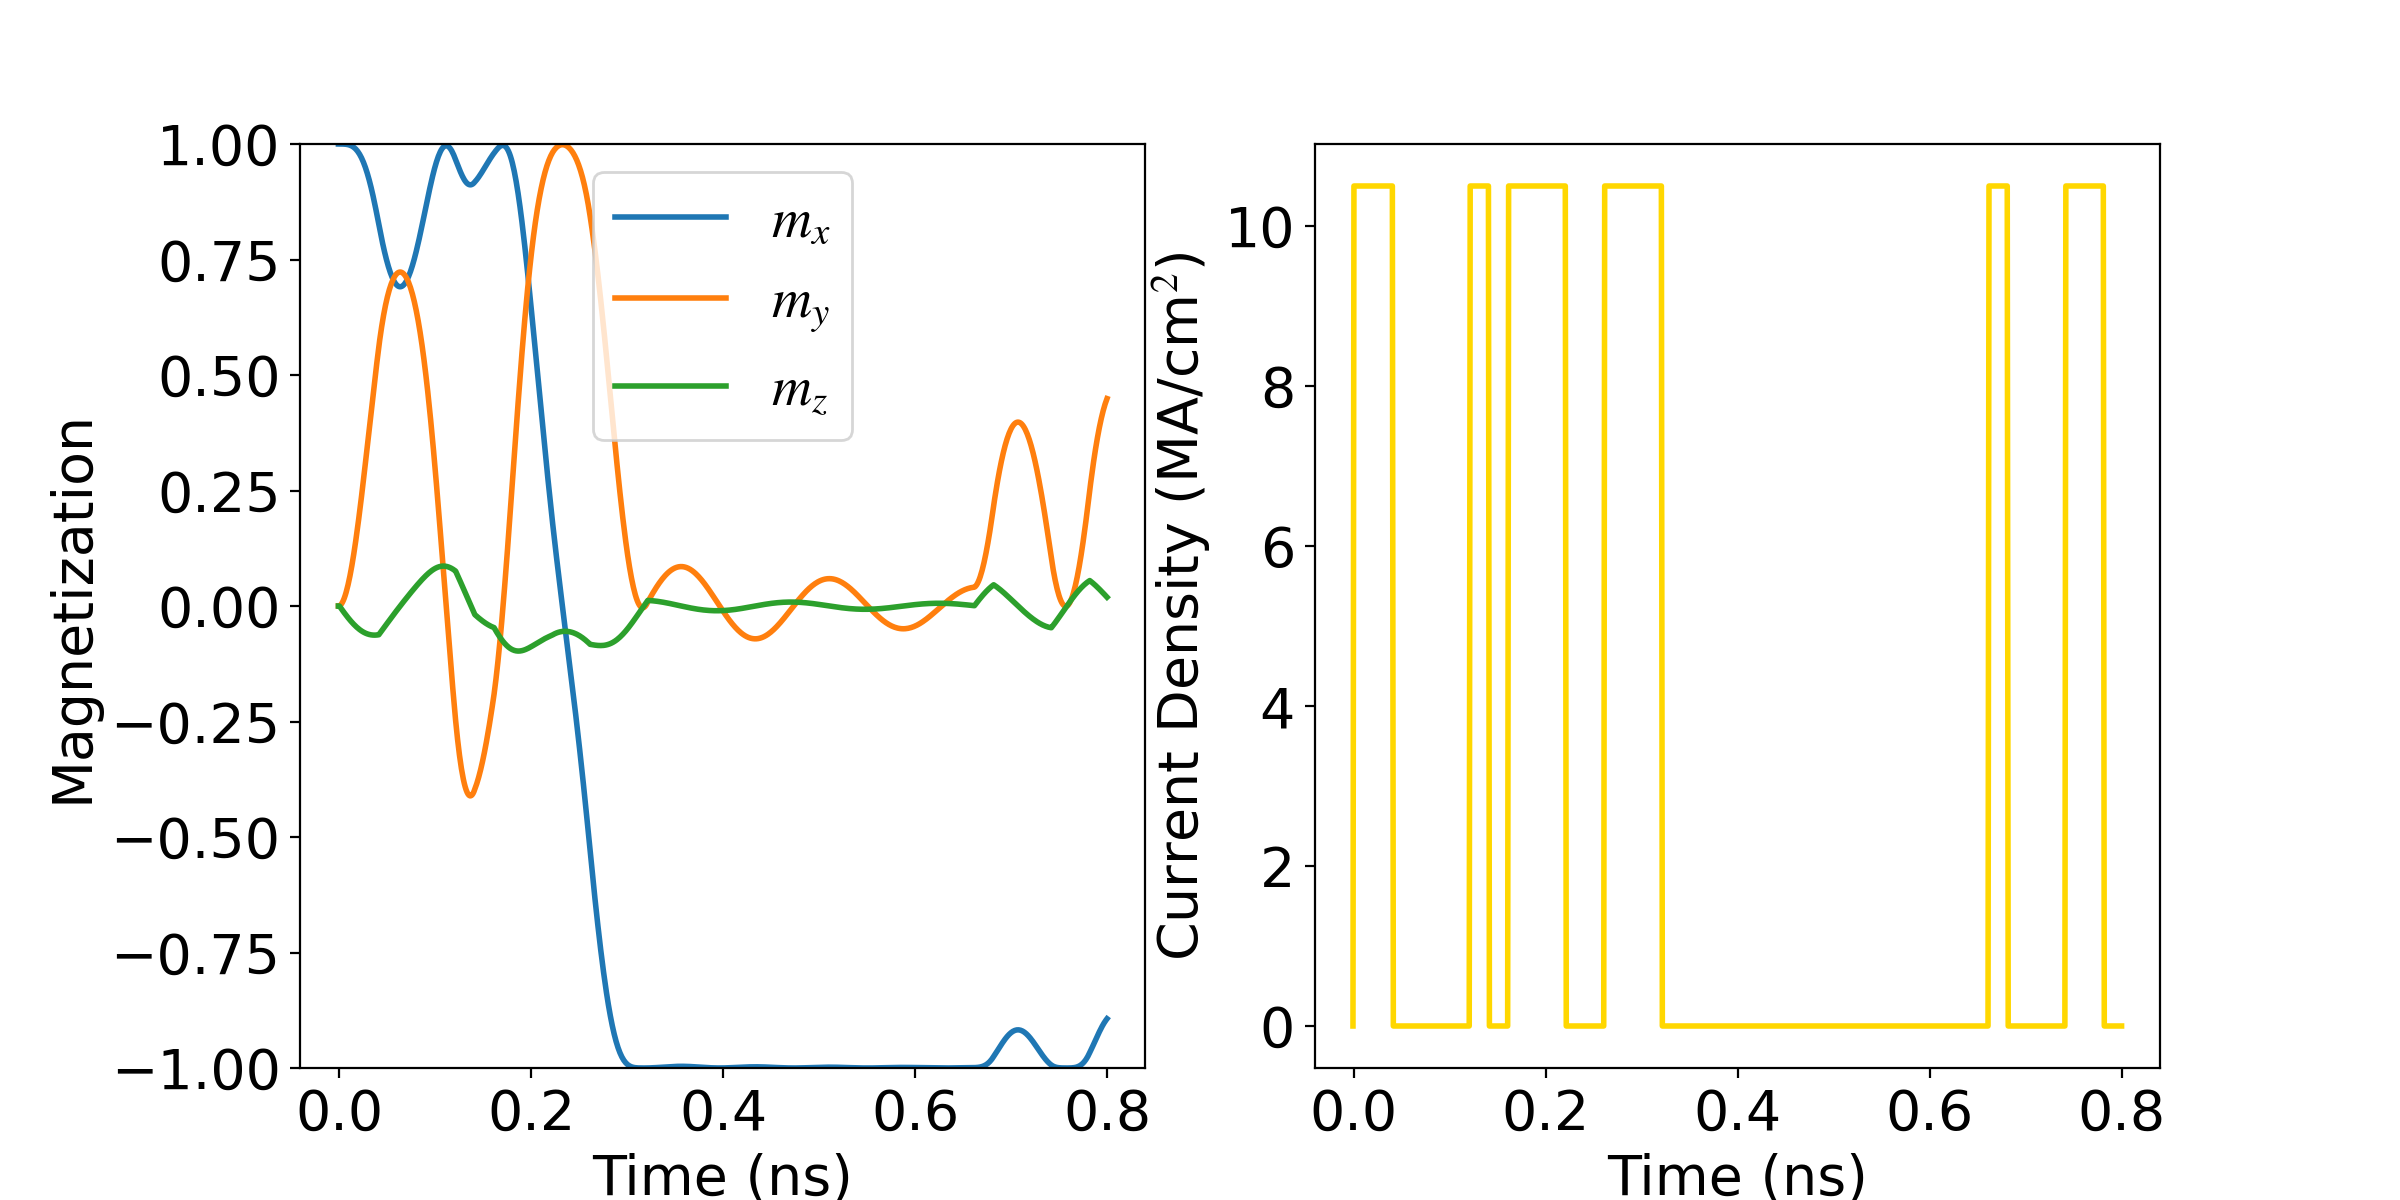 Magnetization
1.00
0.75
0.50
0.25
0.00
−0.25
−0.50
−0.75
−1.00
0.0 0.2 0.4 0.6 0.8
Time (ns)
m_x
m_y
m_z
Current Density (MA/cm²)
10
8
6
4
2
0
0.0 0.2 0.4 0.6 0.8
Time (ns)